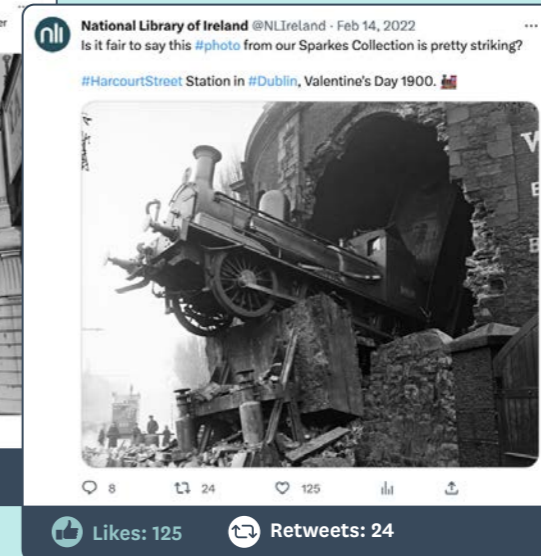 National Library of Ireland @NLIreland · Feb 14, 2022
Is it fair to say this #photo from our Sparkes Collection is pretty striking?
#HarcourtStreet Station in #Dublin, Valentine's Day 1900. 🚂
8 24 125
Likes: 125 Retweets: 24